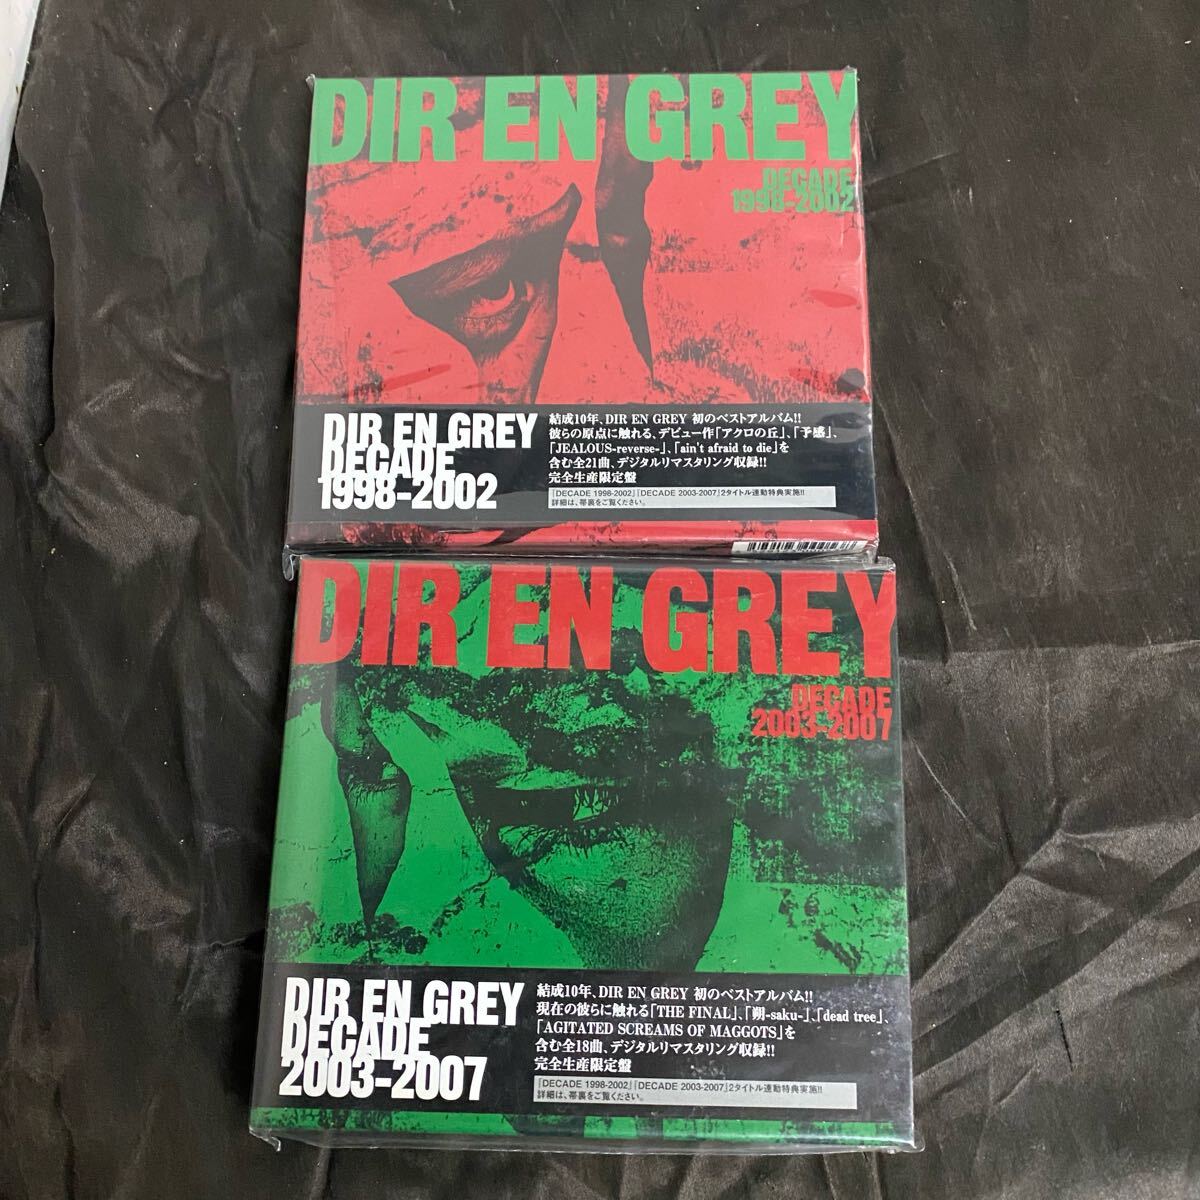 DIR EN GREY
DECADE
1998-2002
DIR EN GREY
DECADE
1998-2002
結成10年、DIR EN GREY 初のベストアルバム!!
彼らの原点に触れる、デビュー作「アクロの丘」、「予感」、
「JEALOUS-reverse-」、「ain't afraid to die」を
含む全21曲、デジタルリマスタリング収録!!
完全生産限定盤
「DECADE 1998-2002」「DECADE 2003-2007」2タイトル連動特典実施!!
詳細は、帯裏をご覧ください。
DIR EN GREY
DECADE
2003-2007
DIR EN GREY
DECADE
2003-2007
結成10年、DIR EN GREY 初のベストアルバム!!
現在の彼らに触れる「THE FINAL」、「朔-saku-」、「dead tree」、
「AGITATED SCREAMS OF MAGGOTS」を
含む全18曲、デジタルリマスタリング収録!!
完全生産限定盤
「DECADE 1998-2002」「DECADE 2003-2007」2タイトル連動特典実施!!
詳細は、帯裏をご覧ください。